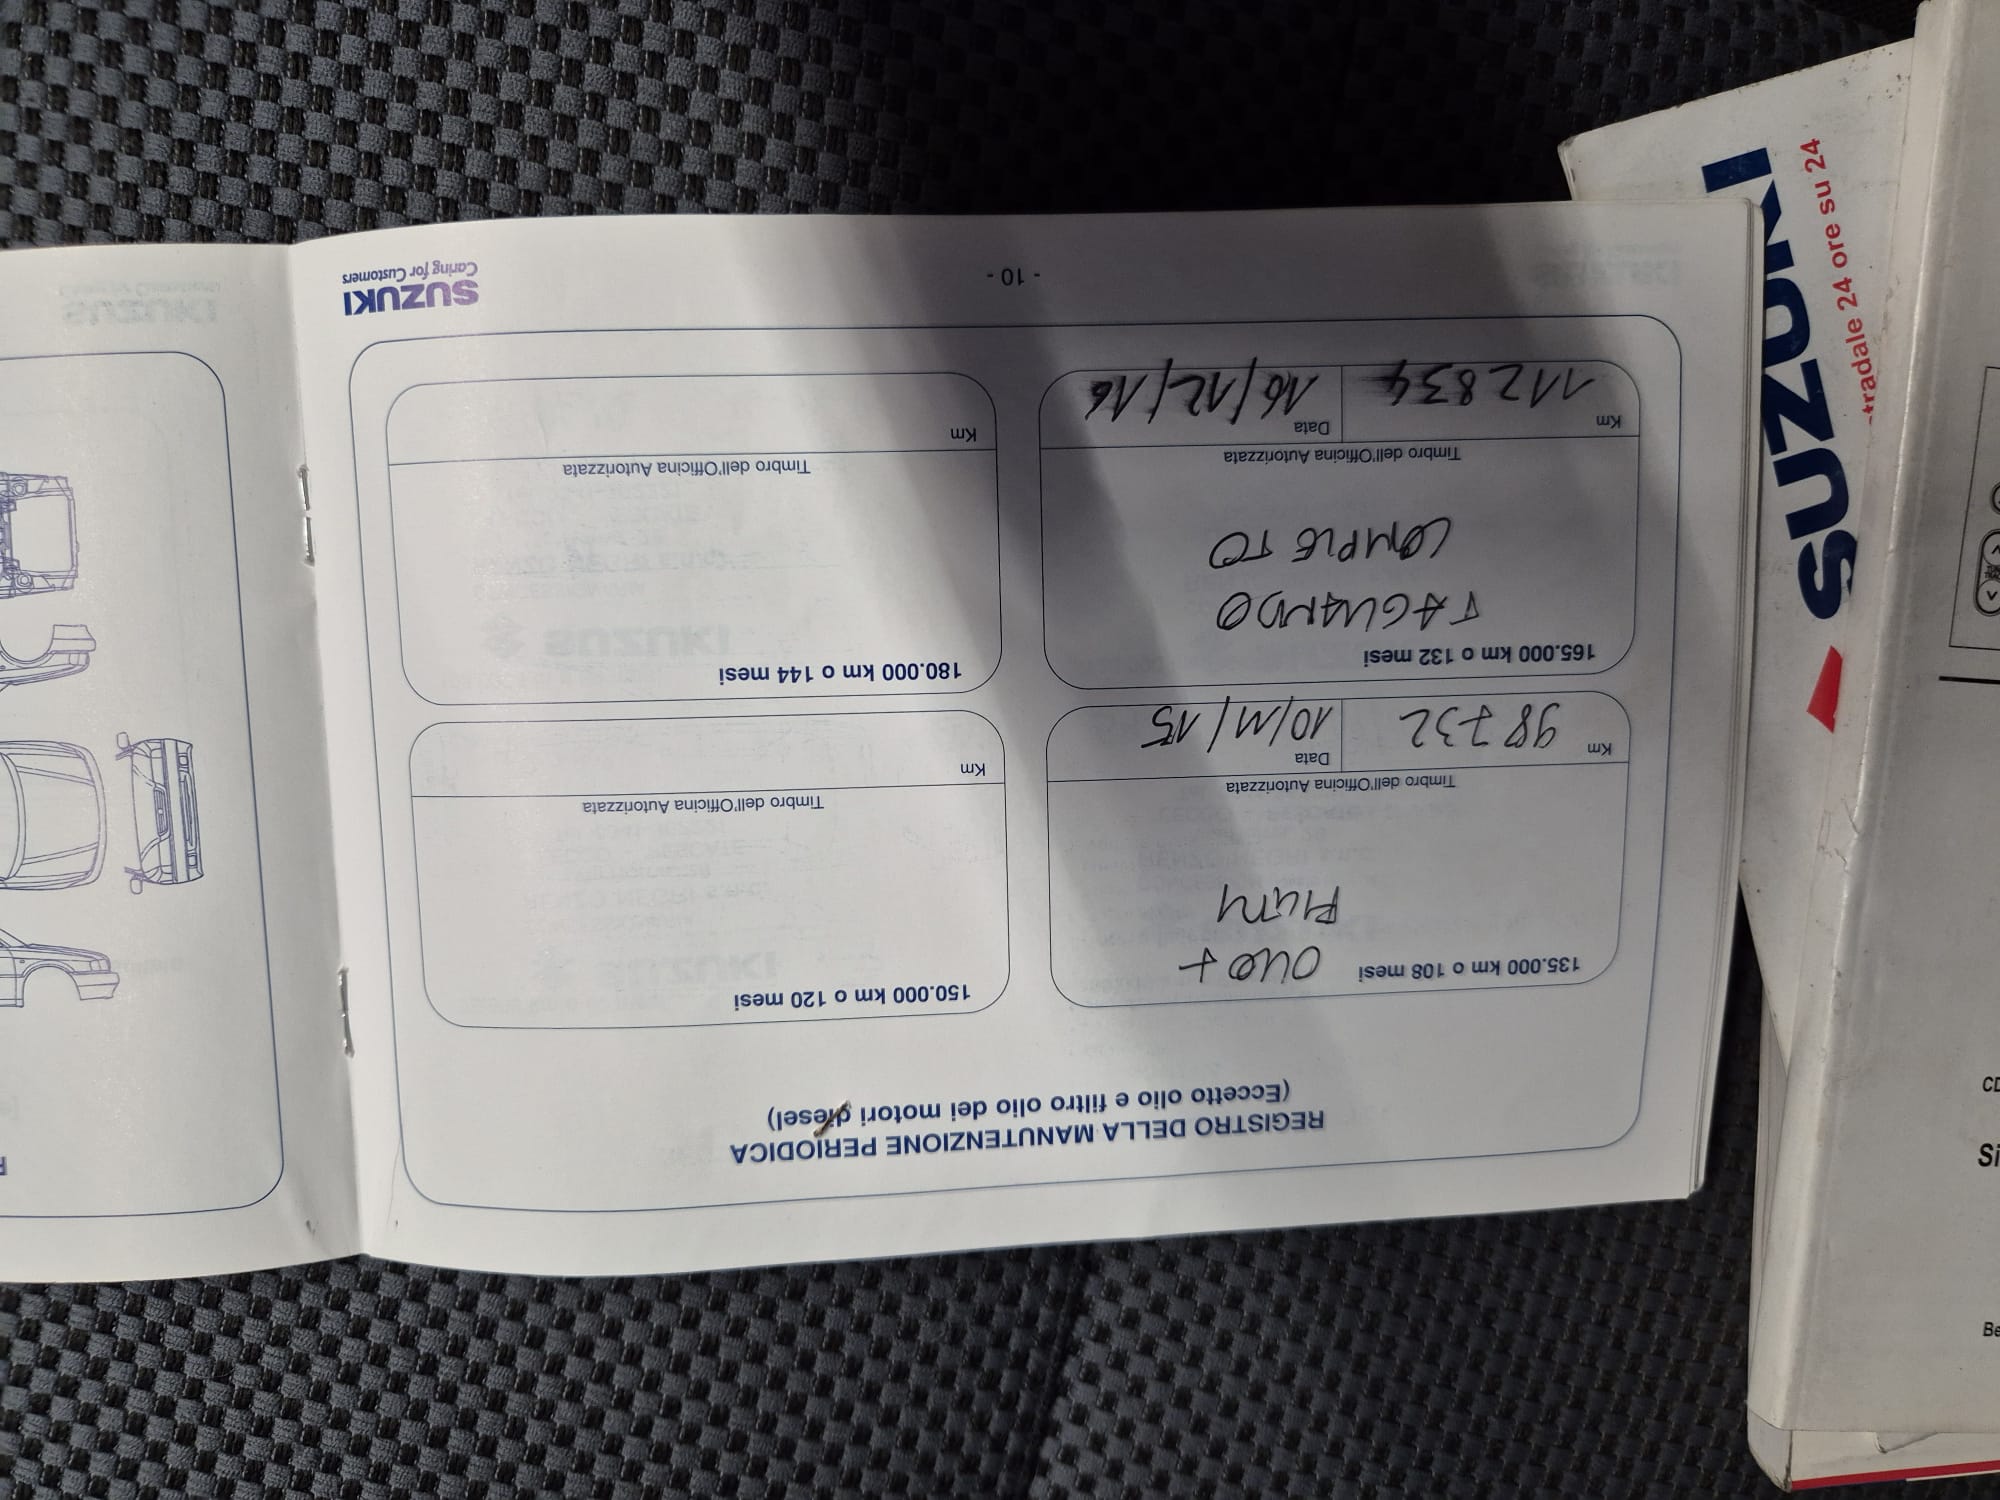 REGISTRO DELLA MANUTENZIONE PERIODICA
(Eccetto olio e filtro olio dei motori diesel)
135.000 km o 108 mesi
OLIO +
FILTRI
Timbro dell'Officina Autorizzata
Km
98732
Data
10/11/15
150.000 km o 120 mesi
Timbro dell'Officina Autorizzata
Km
165.000 km o 132 mesi
TAGLIANDO
COMPLETO
Timbro dell'Officina Autorizzata
Km
112834
Data
16/12/16
180.000 km o 144 mesi
Timbro dell'Officina Autorizzata
Km
- 10 -
SUZUKI
Caring for Customers
SUZUKI
tradale 24 ore su 24